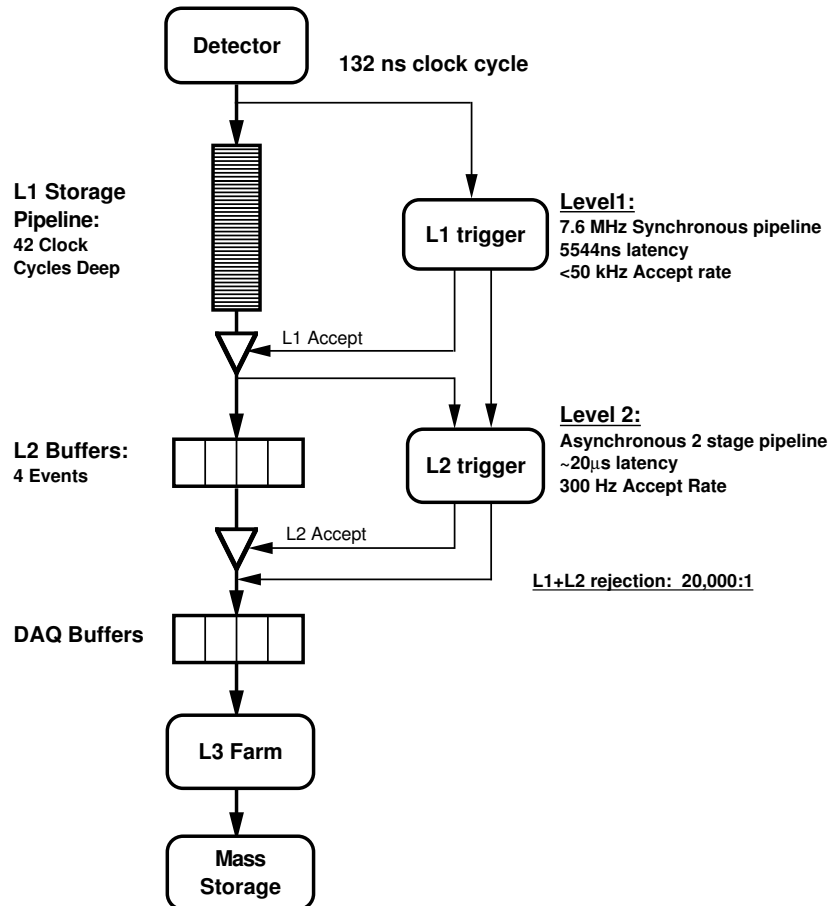 Detector
132 ns clock cycle
L1 Storage
Pipeline:
42 Clock
Cycles Deep
L1 trigger
Level1:
7.6 MHz Synchronous pipeline
5544ns latency
<50 kHz Accept rate
L1 Accept
L2 Buffers:
4 Events
L2 trigger
Level 2:
Asynchronous 2 stage pipeline
~20μs latency
300 Hz Accept Rate
L2 Accept
L1+L2 rejection: 20,000:1
DAQ Buffers
L3 Farm
Mass
Storage